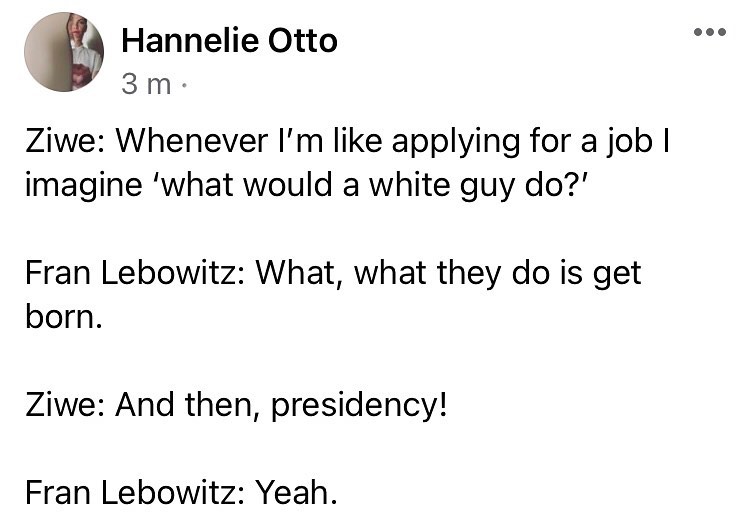 Hannelie Otto
3 m ·
Ziwe: Whenever I’m like applying for a job I
imagine ‘what would a white guy do?’
Fran Lebowitz: What, what they do is get
born.
Ziwe: And then, presidency!
Fran Lebowitz: Yeah.